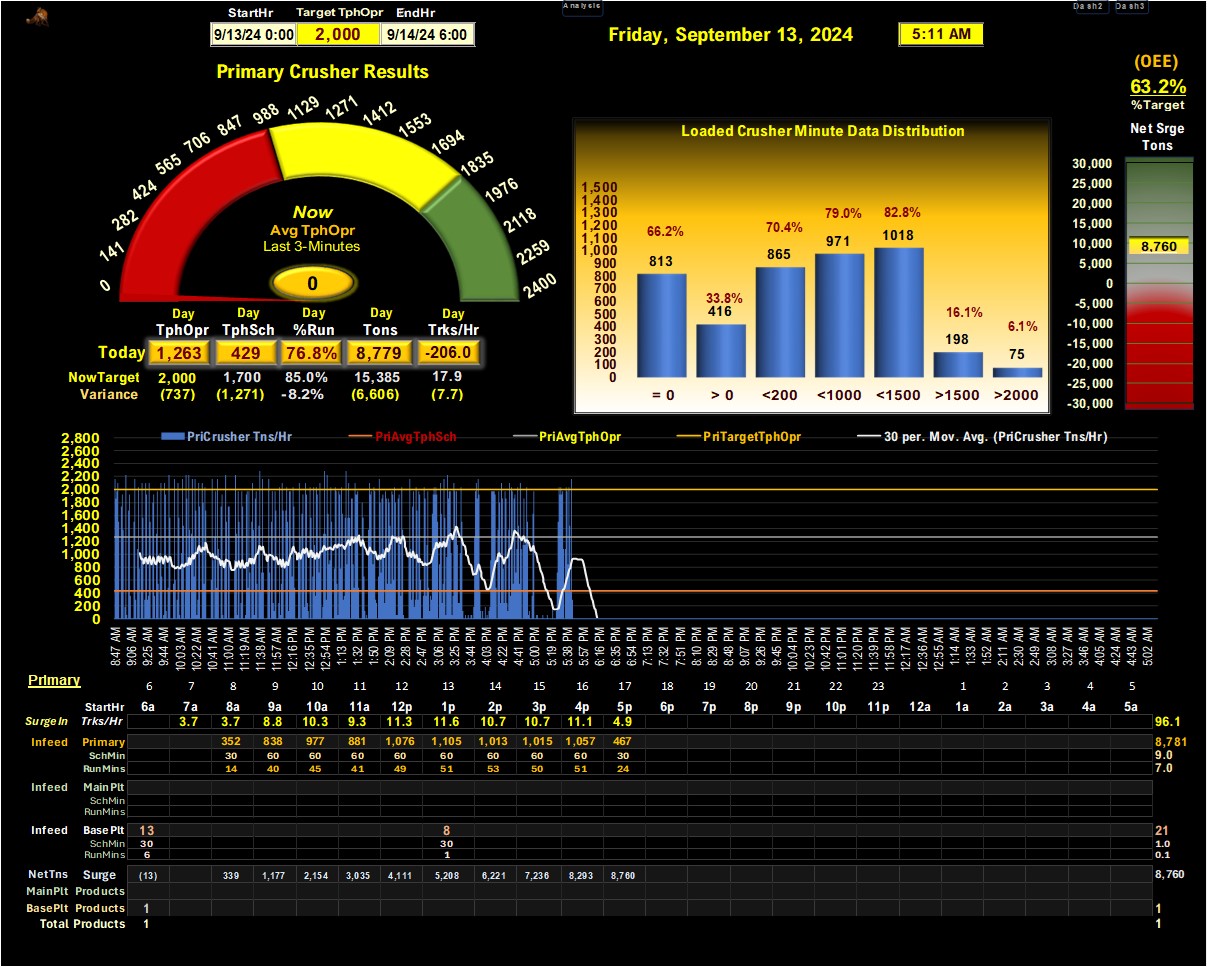 Analysis
Dash2 Dash3
StartHr Target TphOpr EndHr
9/13/24 0:00 2,000 9/14/24 6:00
Friday, September 13, 2024
5:11 AM
(OEE)
63.2%
%Target
Primary Crusher Results
0 141 282 424 565 706 847 988 1129 1271 1412 1553 1694 1835 1976 2118 2259 2400
Now
Avg TphOpr
Last 3-Minutes
0
Day Day Day Day Day
TphOpr TphSch %Run Tons Trks/Hr
Today 1,263 429 76.8% 8,779 -206.0
NowTarget 2,000 1,700 85.0% 15,385 17.9
Variance (737) (1,271) -8.2% (6,606) (7.7)
Loaded Crusher Minute Data Distribution
1,500
1,400
1,300
1,200
1,100
1,000
900
800
700
600
500
400
300
200
100
0
66.2% 33.8% 70.4% 79.0% 82.8% 16.1% 6.1%
813 416 865 971 1018 198 75
= 0 > 0 <200 <1000 <1500 >1500 >2000
Net Srge
Tons
30,000
25,000
20,000
15,000
10,000
5,000
0
-5,000
-10,000
-15,000
-20,000
-25,000
-30,000
8,760
PriCrusher Tns/Hr PriAvgTphSch PriAvgTphOpr PriTargetTphOpr 30 per. Mov. Avg. (PriCrusher Tns/Hr)
2,800
2,600
2,400
2,200
2,000
1,800
1,600
1,400
1,200
1,000
800
600
400
200
0
8:47 AM 9:06 AM 9:25 AM 9:44 AM 10:03 AM 10:22 AM 10:41 AM 11:00 AM 11:19 AM 11:38 AM 11:57 AM 12:16 PM 12:35 PM 12:54 PM 1:13 PM 1:32 PM 1:50 PM 2:09 PM 2:28 PM 2:47 PM 3:06 PM 3:25 PM 3:44 PM 4:03 PM 4:22 PM 4:41 PM 5:00 PM 5:19 PM 5:38 PM 5:57 PM 6:16 PM 6:35 PM 6:54 PM 7:13 PM 7:32 PM 7:51 PM 8:10 PM 8:29 PM 8:48 PM 9:07 PM 9:26 PM 9:45 PM 10:04 PM 10:23 PM 10:42 PM 11:01 PM 11:20 PM 11:39 PM 11:58 PM 12:17 AM 12:36 AM 12:55 AM 1:14 AM 1:33 AM 1:52 AM 2:11 AM 2:30 AM 2:49 AM 3:08 AM 3:27 AM 3:46 AM 4:05 AM 4:24 AM 4:43 AM 5:02 AM
Primary 6 7 8 9 10 11 12 13 14 15 16 17 18 19 20 21 22 23 1 2 3 4 5
StartHr 6a 7a 8a 9a 10a 11a 12p 1p 2p 3p 4p 5p 6p 7p 8p 9p 10p 11p 12a 1a 2a 3a 4a 5a
Surge In Trks/Hr 3.7 3.7 8.8 10.3 9.3 11.3 11.6 10.7 10.7 11.1 4.9 96.1
Infeed Primary 352 838 977 881 1,076 1,105 1,013 1,015 1,057 467 8,781
SchMin 30 60 60 60 60 60 60 60 60 30 9.0
RunMins 14 40 45 41 49 51 53 50 51 24 7.0
Infeed Main Plt
SchMin
RunMins
Infeed Base Plt 13 8 21
SchMin 30 30 1.0
RunMins 6 1 0.1
NetTns Surge (13) 339 1,177 2,154 3,035 4,111 5,208 6,221 7,236 8,293 8,760 8,760
MainPlt Products
BasePlt Products 1 1
Total Products 1 1